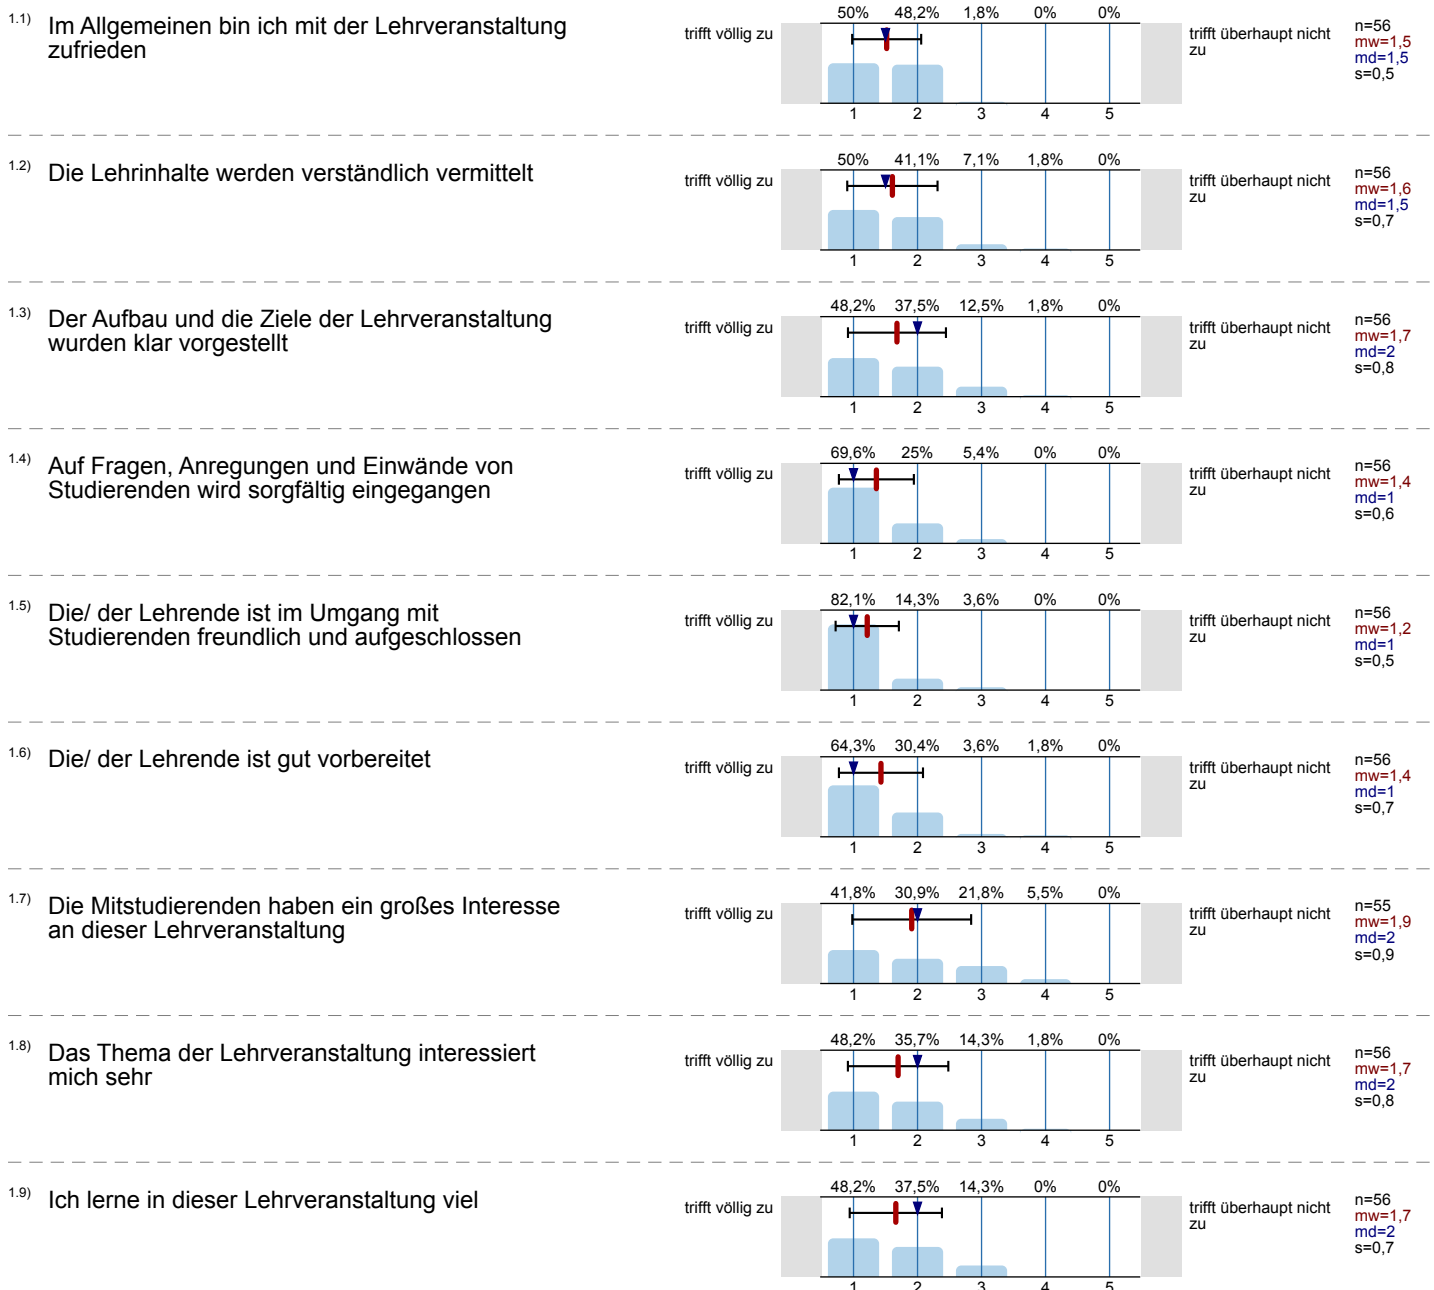 1.1) Im Allgemeinen bin ich mit der Lehrveranstaltung
zufrieden
trifft völlig zu
50% 48,2% 1,8% 0% 0%
1 2 3 4 5
trifft überhaupt nicht
zu
n=56
mw=1,5
md=1,5
s=0,5
1.2) Die Lehrinhalte werden verständlich vermittelt
trifft völlig zu
50% 41,1% 7,1% 1,8% 0%
1 2 3 4 5
trifft überhaupt nicht
zu
n=56
mw=1,6
md=1,5
s=0,7
1.3) Der Aufbau und die Ziele der Lehrveranstaltung
wurden klar vorgestellt
trifft völlig zu
48,2% 37,5% 12,5% 1,8% 0%
1 2 3 4 5
trifft überhaupt nicht
zu
n=56
mw=1,7
md=2
s=0,8
1.4) Auf Fragen, Anregungen und Einwände von
Studierenden wird sorgfältig eingegangen
trifft völlig zu
69,6% 25% 5,4% 0% 0%
1 2 3 4 5
trifft überhaupt nicht
zu
n=56
mw=1,4
md=1
s=0,6
1.5) Die/ der Lehrende ist im Umgang mit
Studierenden freundlich und aufgeschlossen
trifft völlig zu
82,1% 14,3% 3,6% 0% 0%
1 2 3 4 5
trifft überhaupt nicht
zu
n=56
mw=1,2
md=1
s=0,5
1.6) Die/ der Lehrende ist gut vorbereitet
trifft völlig zu
64,3% 30,4% 3,6% 1,8% 0%
1 2 3 4 5
trifft überhaupt nicht
zu
n=56
mw=1,4
md=1
s=0,7
1.7) Die Mitstudierenden haben ein großes Interesse
an dieser Lehrveranstaltung
trifft völlig zu
41,8% 30,9% 21,8% 5,5% 0%
1 2 3 4 5
trifft überhaupt nicht
zu
n=55
mw=1,9
md=2
s=0,9
1.8) Das Thema der Lehrveranstaltung interessiert
mich sehr
trifft völlig zu
48,2% 35,7% 14,3% 1,8% 0%
1 2 3 4 5
trifft überhaupt nicht
zu
n=56
mw=1,7
md=2
s=0,8
1.9) Ich lerne in dieser Lehrveranstaltung viel
trifft völlig zu
48,2% 37,5% 14,3% 0% 0%
1 2 3 4 5
trifft überhaupt nicht
zu
n=56
mw=1,7
md=2
s=0,7